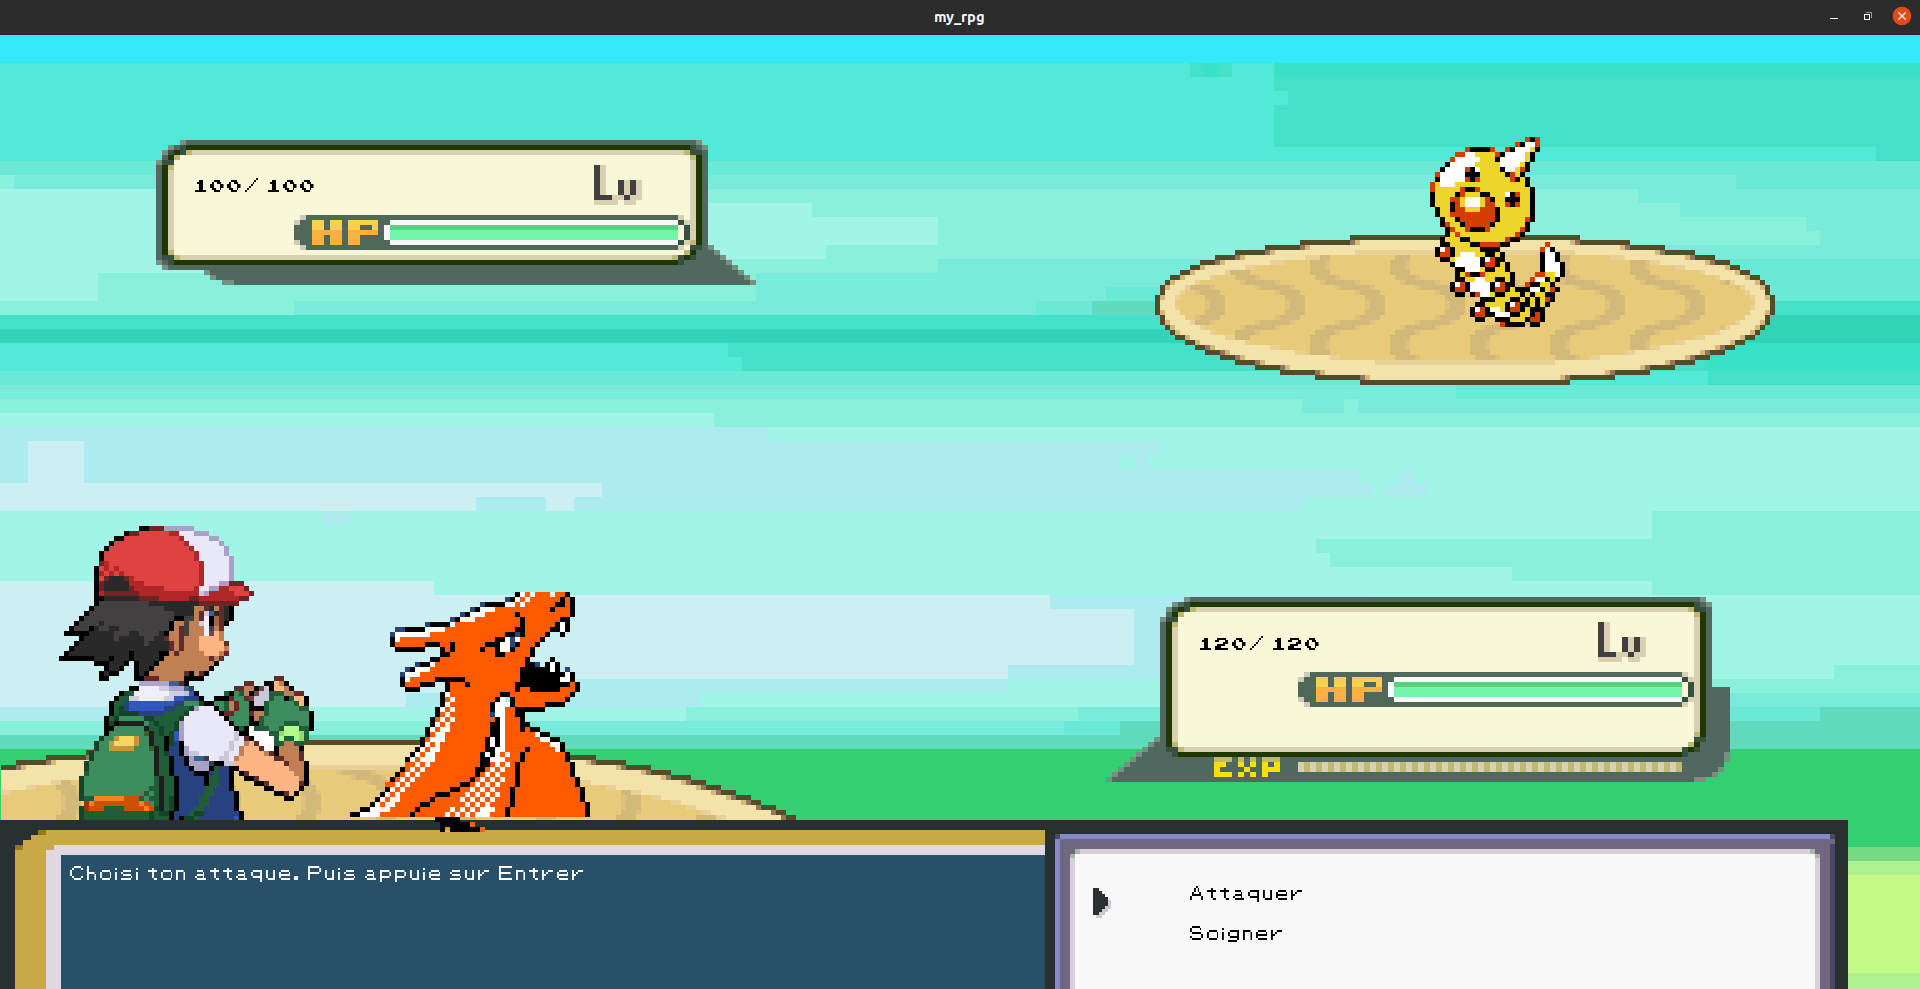 my_rpg
100/ 100
Lv
HP
120/ 120
Lv
HP
EXP
Choisi ton attaque. Puis appuie sur Entrer
Attaquer
Soigner